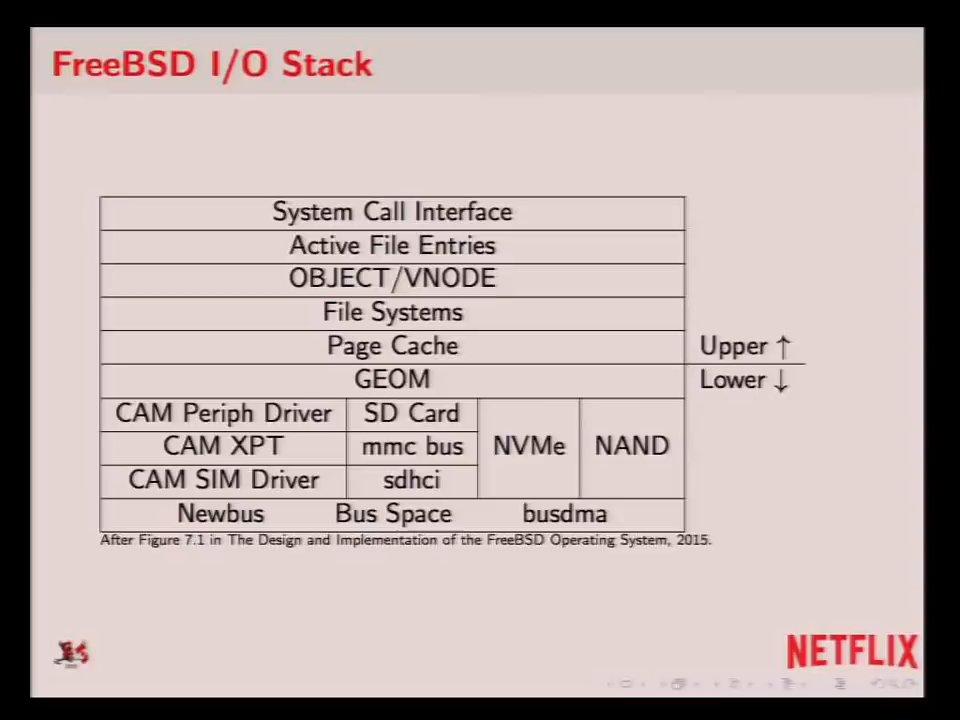 FreeBSD I/O Stack
System Call Interface
Active File Entries
OBJECT/VNODE
File Systems
Page Cache Upper ↑
GEOM Lower ↓
CAM Periph Driver SD Card
CAM XPT mmc bus NVMe NAND
CAM SIM Driver sdhci
Newbus Bus Space busdma
After Figure 7.1 in The Design and Implementation of the FreeBSD Operating System, 2015.
NETFLIX